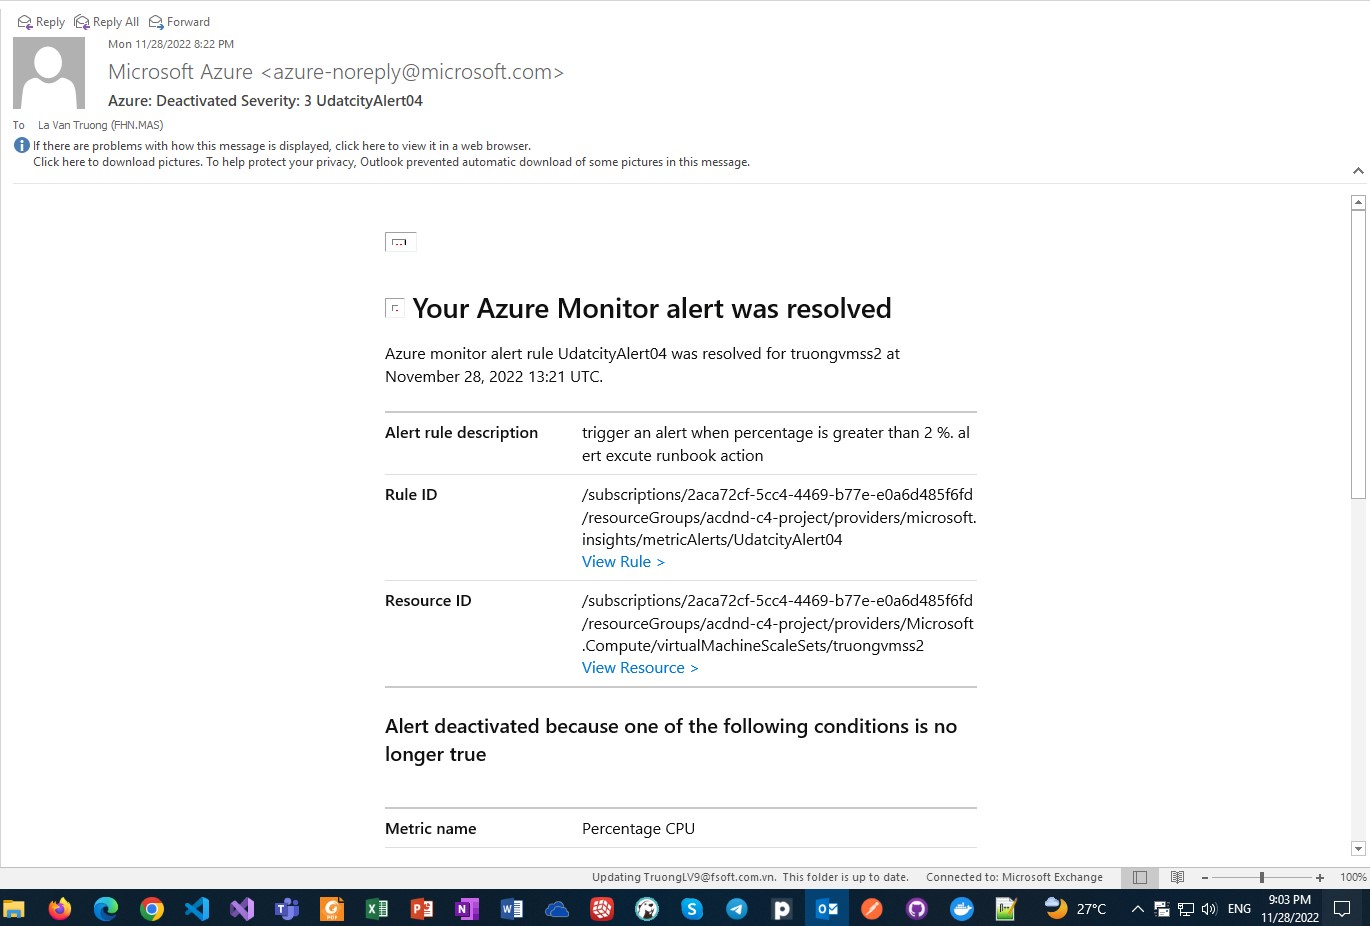 Reply Reply All Forward
Mon 11/28/2022 8:22 PM
Microsoft Azure <azure-noreply@microsoft.com>
Azure: Deactivated Severity: 3 UdatcityAlert04
To La Van Truong (FHN.MAS)
If there are problems with how this message is displayed, click here to view it in a web browser.
Click here to download pictures. To help protect your privacy, Outlook prevented automatic download of some pictures in this message.
Your Azure Monitor alert was resolved
Azure monitor alert rule UdatcityAlert04 was resolved for truongvmss2 at
November 28, 2022 13:21 UTC.
Alert rule description trigger an alert when percentage is greater than 2 %. al
ert excute runbook action
Rule ID /subscriptions/2aca72cf-5cc4-4469-b77e-e0a6d485f6fd
/resourceGroups/acdnd-c4-project/providers/microsoft.
insights/metricAlerts/UdatcityAlert04
View Rule >
Resource ID /subscriptions/2aca72cf-5cc4-4469-b77e-e0a6d485f6fd
/resourceGroups/acdnd-c4-project/providers/Microsoft
.Compute/virtualMachineScaleSets/truongvmss2
View Resource >
Alert deactivated because one of the following conditions is no
longer true
Metric name Percentage CPU
Updating TruongLV9@fsoft.com.vn. This folder is up to date. Connected to: Microsoft Exchange 100%
27°C ENG 9:03 PM
11/28/2022